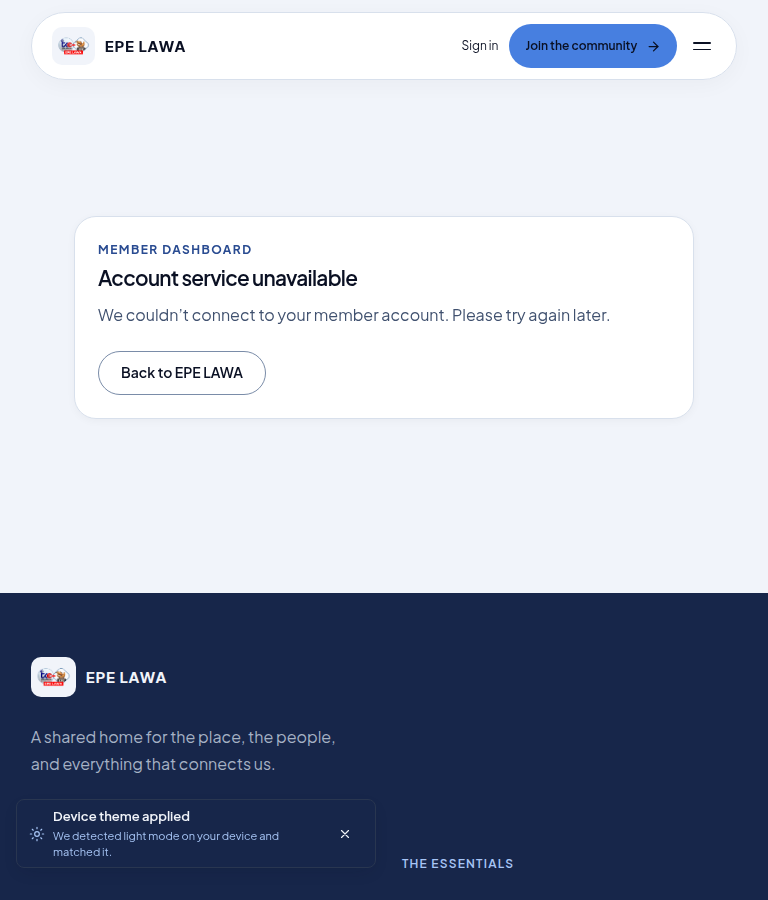 EPE LAWA
Sign in
Join the community
MEMBER DASHBOARD
Account service unavailable
We couldn’t connect to your member account. Please try again later.
Back to EPE LAWA
EPE LAWA
A shared home for the place, the people,
and everything that connects us.
Device theme applied
We detected light mode on your device and
matched it.
THE ESSENTIALS